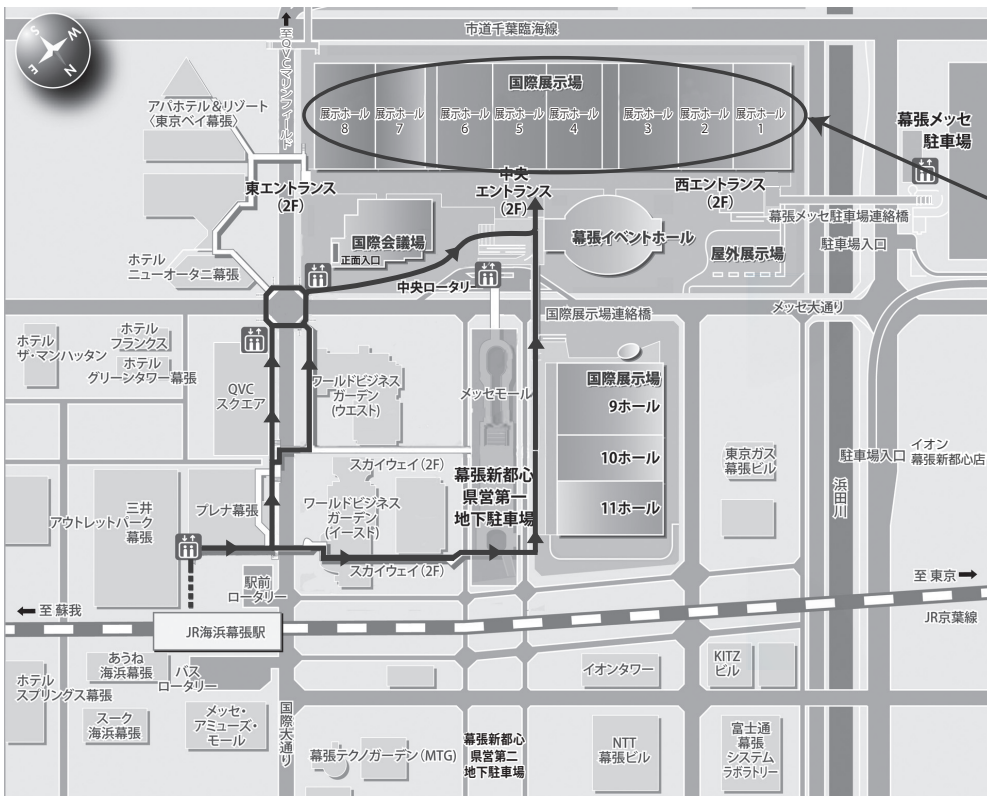 市道千葉臨海線
S
W
E
N
至QVCマリンフィールド
アパホテル&リゾート
〈東京ベイ幕張〉
国際展示場
展示ホール
8
展示ホール
7
展示ホール
6
展示ホール
5
展示ホール
4
展示ホール
3
展示ホール
2
展示ホール
1
幕張メッセ
駐車場
東エントランス
(2F)
中央
エントランス
(2F)
西エントランス
(2F)
幕張メッセ駐車場連絡橋
国際会議場
正面入口
幕張イベントホール
屋外展示場
駐車場入口
ホテル
ニューオータニ幕張
中央ロータリー
国際展示場連絡橋
メッセ大通り
ホテル
ザ・マンハッタン
ホテル
フランクス
ホテル
グリーンタワー幕張
QVC
スクエア
ワールドビジネス
ガーデン
(ウエスト)
メッセモール
国際展示場
9ホール
10ホール
11ホール
スカイウェイ(2F)
幕張新都心
県営第一
地下駐車場
東京ガス
幕張ビル
駐車場入口
イオン
幕張新都心店
浜田川
三井
アウトレットパーク
幕張
プレナ幕張
ワールドビジネス
ガーデン
(イースト)
スカイウェイ(2F)
駅前
ロータリー
至 東京
至 蘇我
JR海浜幕張駅
JR京葉線
あうね
海浜幕張
バス
ロータリー
ホテル
スプリングス幕張
スーク
海浜幕張
メッセ・
アミューズ・
モール
国際大通り
イオンタワー
KITZ
ビル
幕張テクノガーデン(MTG)
幕張新都心
県営第二
地下駐車場
NTT
幕張ビル
富士通
幕張
システム
ラボラトリー